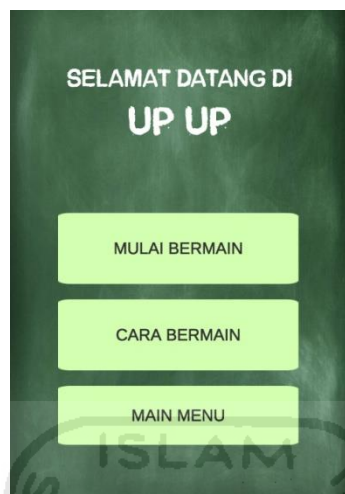 SELAMAT DATANG DI
UP UP
MULAI BERMAIN
CARA BERMAIN
MAIN MENU
ISLAM